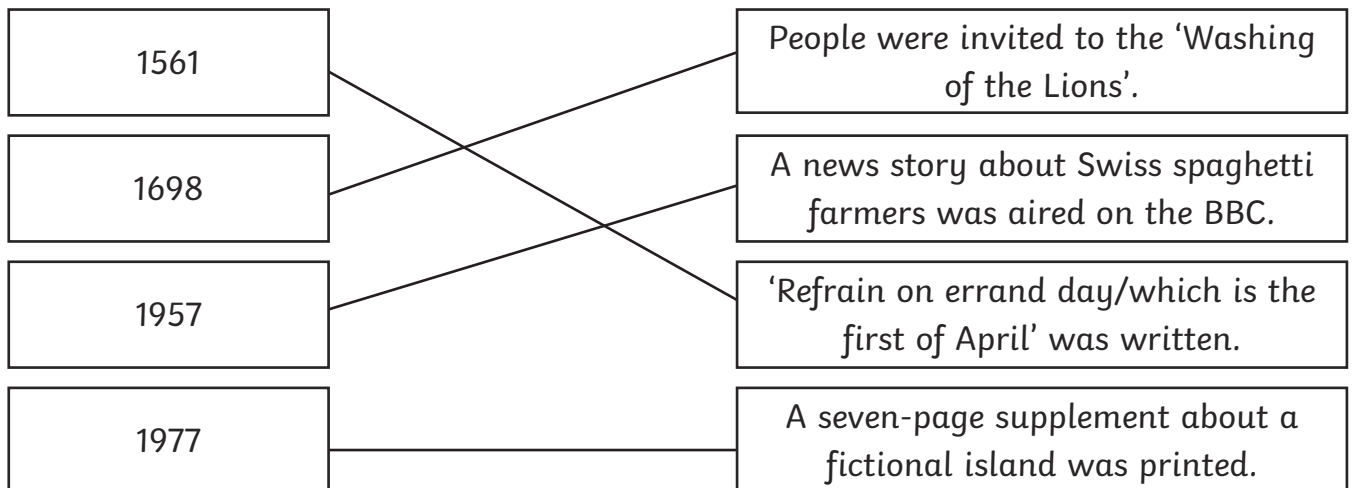 1561
People were invited to the ‘Washing
of the Lions’.
1698
A news story about Swiss spaghetti
farmers was aired on the BBC.
1957
‘Refrain on errand day/which is the
first of April’ was written.
1977
A seven-page supplement about a
fictional island was printed.